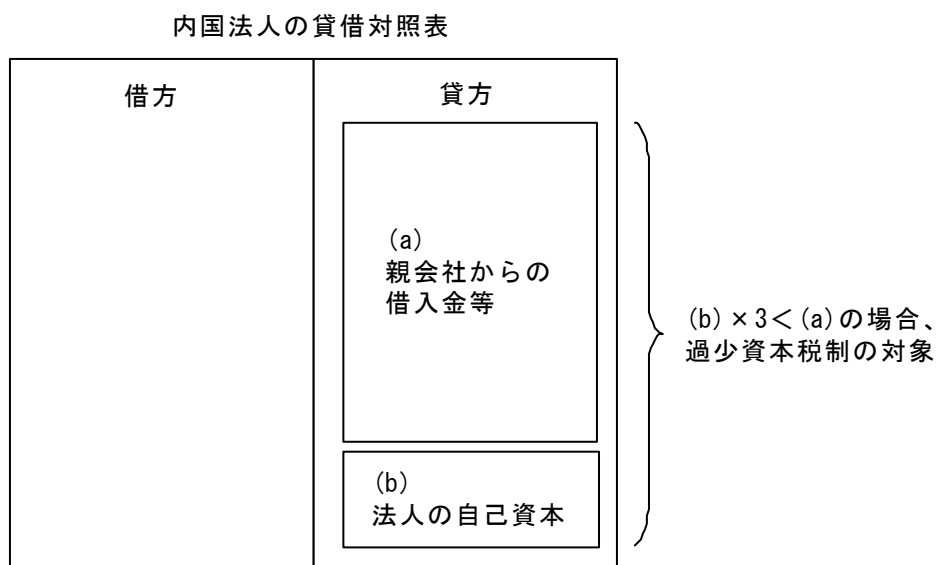 内国法人の貸借対照表
借方
貸方
(a)
親会社からの
借入金等
(b)×3＜(a)の場合、
過少資本税制の対象
(b)
法人の自己資本